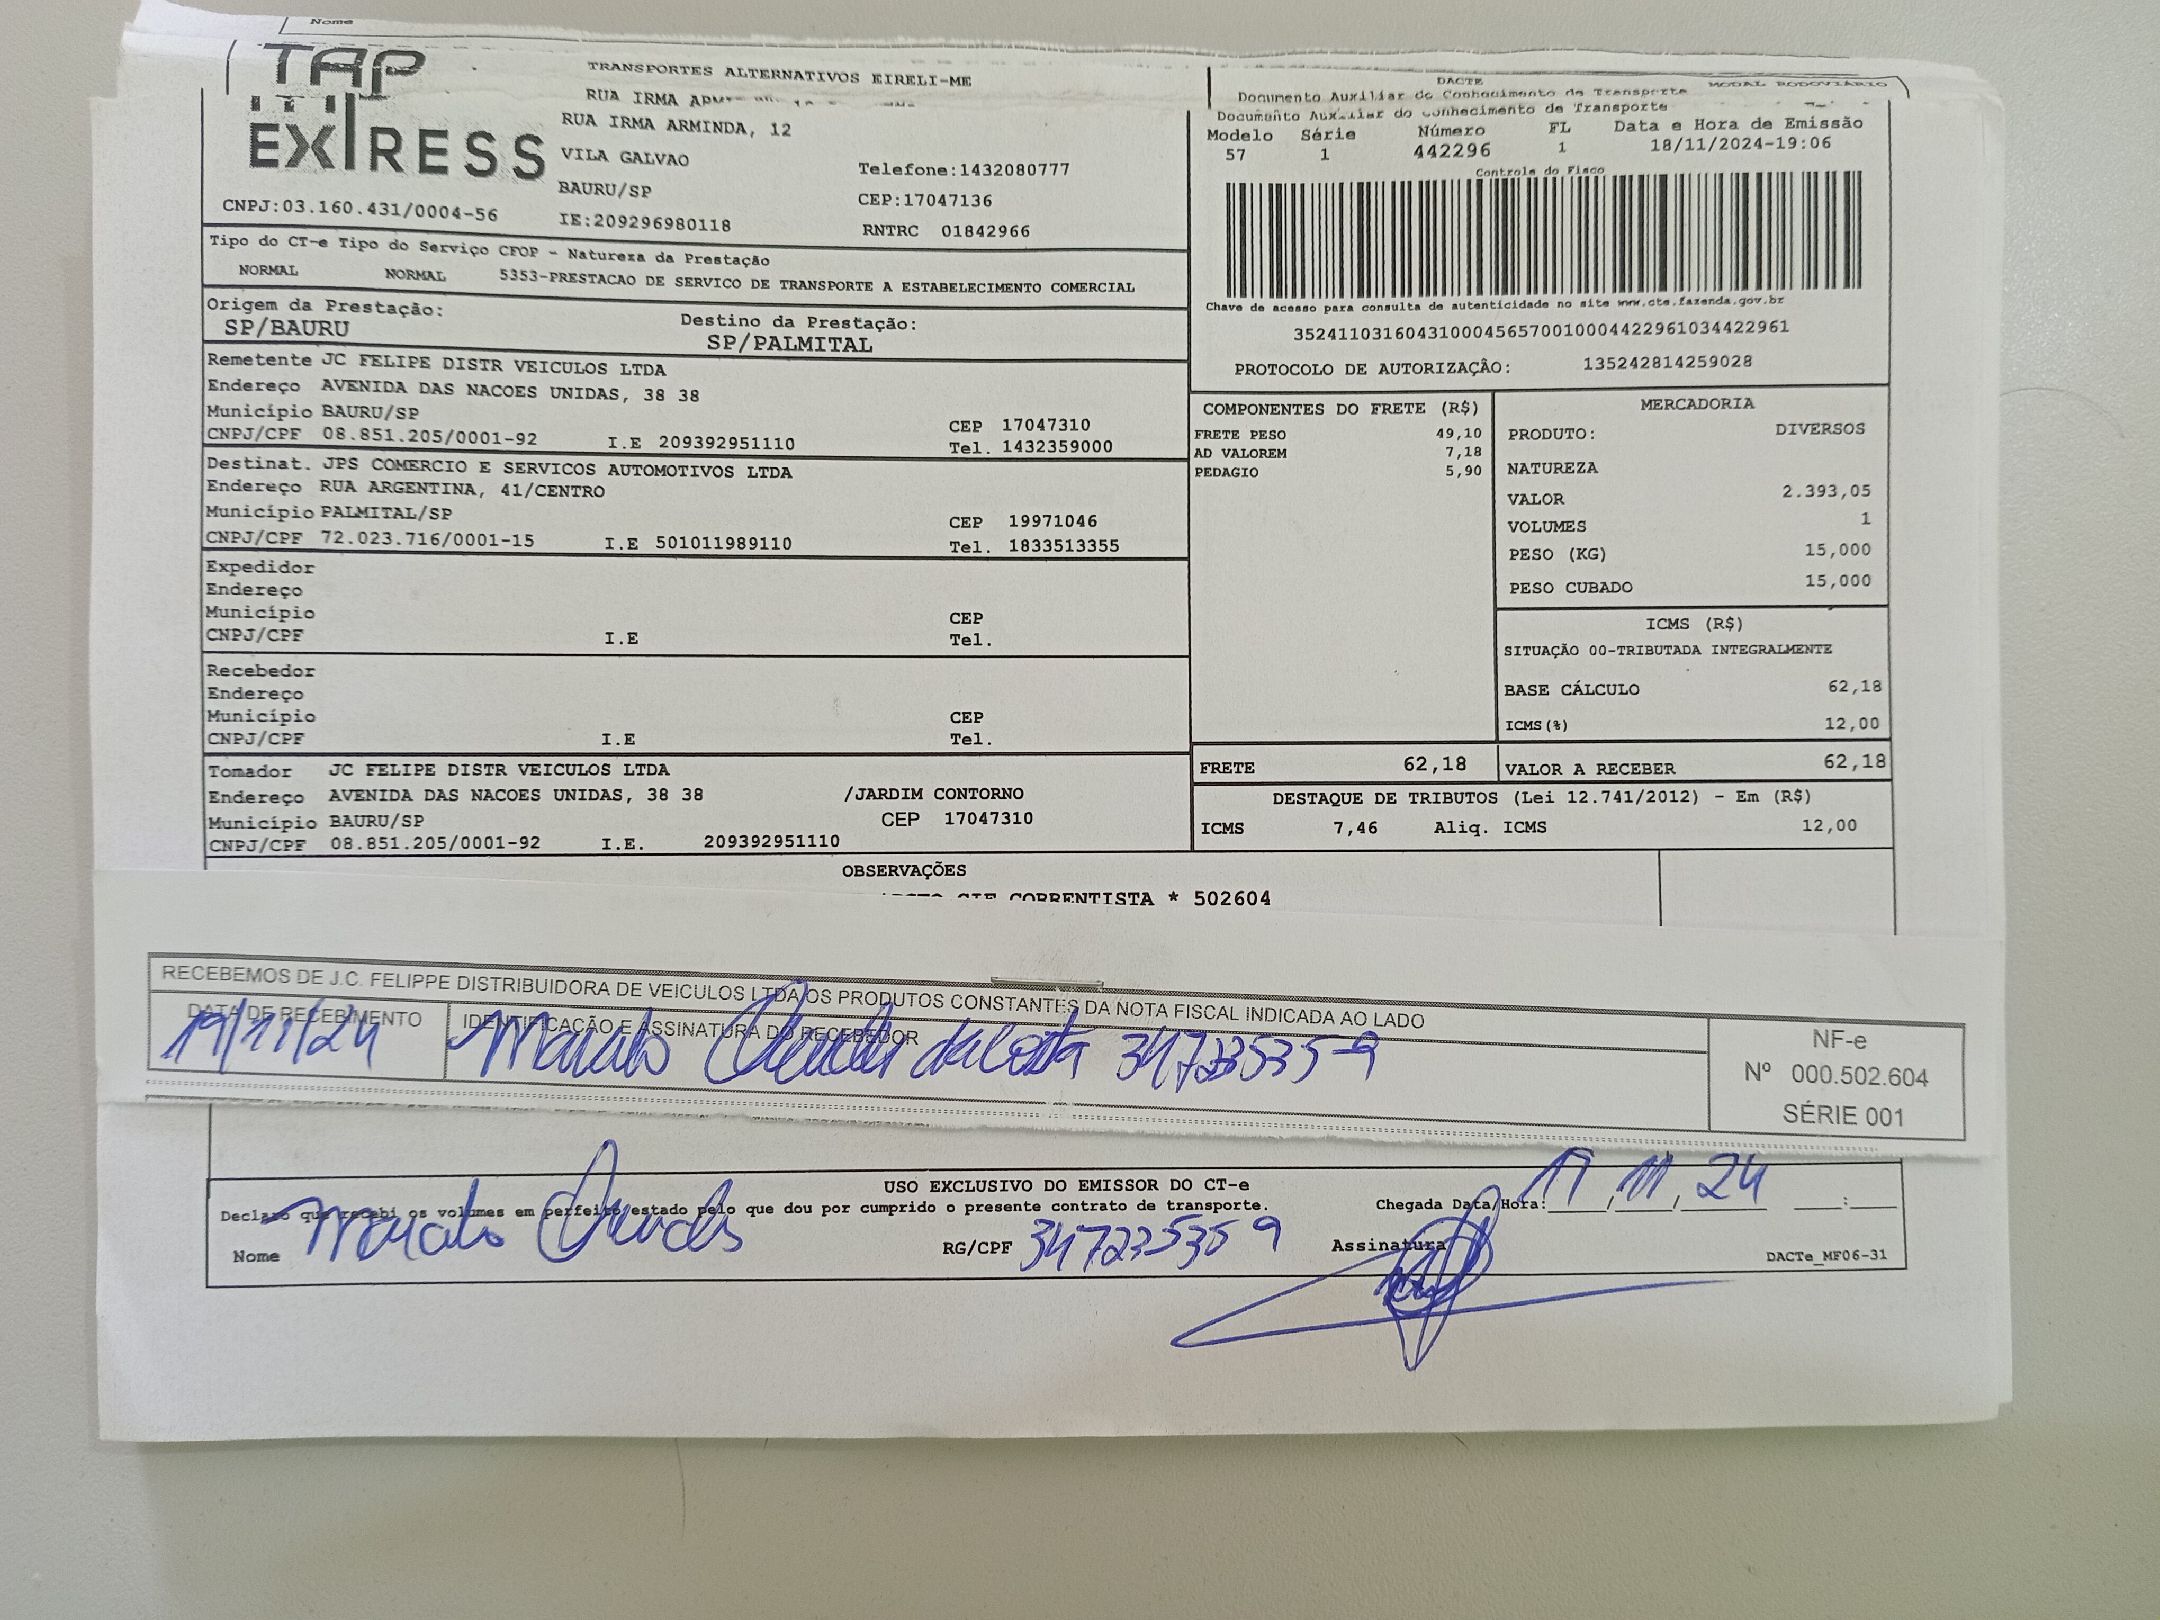 Nome
TAP
EXPRESS
TRANSPORTES ALTERNATIVOS EIRELI-ME
RUA IRMA
RUA IRMA ARMINDA, 12
VILA GALVAO
BAURU/SP
Telefone:1432080777
CEP:17047136
CNPJ:03.160.431/0004-56
IE:209296980118
RNTRC 01842966
DACTE
MODAL RODOVIÁRIO
Documento Auxiliar do Conhecimento de Transporte
Documento Auxiliar do Conhecimento de Transporte
Modelo Série Número FL Data e Hora de Emissão
57 1 442296 1 18/11/2024-19:06
Controle do Fisco
Chave de acesso para consulta de autenticidade no site www.cte.fazenda.gov.br
35241103160431000456570010004422961034422961
PROTOCOLO DE AUTORIZAÇÃO: 135242814259028
Tipo do CT-e Tipo do Serviço CFOP - Natureza da Prestação
NORMAL NORMAL 5353-PRESTACAO DE SERVICO DE TRANSPORTE A ESTABELECIMENTO COMERCIAL
Origem da Prestação: Destino da Prestação:
SP/BAURU SP/PALMITAL
Remetente JC FELIPE DISTR VEICULOS LTDA
Endereço AVENIDA DAS NACOES UNIDAS, 38 38
Município BAURU/SP CEP 17047310
CNPJ/CPF 08.851.205/0001-92 I.E 209392951110 Tel. 1432359000
Destinat. JPS COMERCIO E SERVICOS AUTOMOTIVOS LTDA
Endereço RUA ARGENTINA, 41/CENTRO
Município PALMITAL/SP CEP 19971046
CNPJ/CPF 72.023.716/0001-15 I.E 501011989110 Tel. 1833513355
Expedidor
Endereço
Município CEP
CNPJ/CPF I.E Tel.
Recebedor
Endereço
Município CEP
CNPJ/CPF I.E Tel.
Tomador JC FELIPE DISTR VEICULOS LTDA
Endereço AVENIDA DAS NACOES UNIDAS, 38 38 /JARDIM CONTORNO
Município BAURU/SP CEP 17047310
CNPJ/CPF 08.851.205/0001-92 I.E. 209392951110
COMPONENTES DO FRETE (R$)
FRETE PESO 49,10
AD VALOREM 7,18
PEDAGIO 5,90
MERCADORIA
PRODUTO: DIVERSOS
NATUREZA
VALOR 2.393,05
VOLUMES 1
PESO (KG) 15,000
PESO CUBADO 15,000
ICMS (R$)
SITUAÇÃO 00-TRIBUTADA INTEGRALMENTE
BASE CÁLCULO 62,18
ICMS(%) 12,00
FRETE 62,18 VALOR A RECEBER 62,18
DESTAQUE DE TRIBUTOS (Lei 12.741/2012) - Em (R$)
ICMS 7,46 Aliq. ICMS 12,00
OBSERVAÇÕES
CORRENTISTA * 502604
RECEBEMOS DE J.C. FELIPPE DISTRIBUIDORA DE VEICULOS LTDA OS PRODUTOS CONSTANTES DA NOTA FISCAL INDICADA AO LADO
DATA DE RECEBIMENTO IDENTIFICAÇÃO E ASSINATURA DO RECEBEDOR
19/11/24 da Costa 347235359
NF-e
Nº 000.502.604
SÉRIE 001
USO EXCLUSIVO DO EMISSOR DO CT-e
Declaro que recebi os volumes em perfeito estado pelo que dou por cumprido o presente contrato de transporte.
Chegada Data/Hora: 19 / 11 / 24 :
Nome RG/CPF 347235359 Assinatura
DACTe_MF06-31